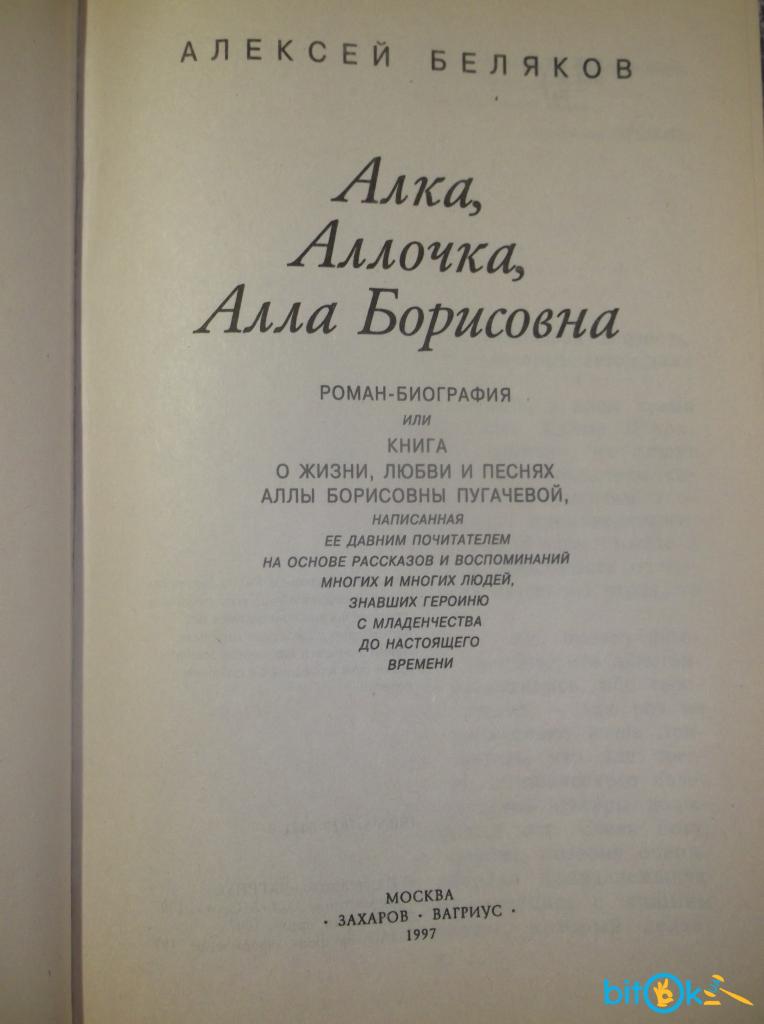 АЛЕКСЕЙ БЕЛЯКОВ
Алка,
Аллочка,
Алла Борисовна
РОМАН-БИОГРАФИЯ
ИЛИ
КНИГА
О ЖИЗНИ, ЛЮБВИ И ПЕСНЯХ
АЛЛЫ БОРИСОВНЫ ПУГАЧЕВОЙ,
НАПИСАННАЯ
ЕЕ ДАВНИМ ПОЧИТАТЕЛЕМ
НА ОСНОВЕ РАССКАЗОВ И ВОСПОМИНАНИЙ
МНОГИХ И МНОГИХ ЛЮДЕЙ,
ЗНАВШИХ ГЕРОИНЮ
С МЛАДЕНЧЕСТВА
ДО НАСТОЯЩЕГО
ВРЕМЕНИ
МОСКВА
· ЗАХАРОВ · ВАГРИУС ·
1997
bitOk